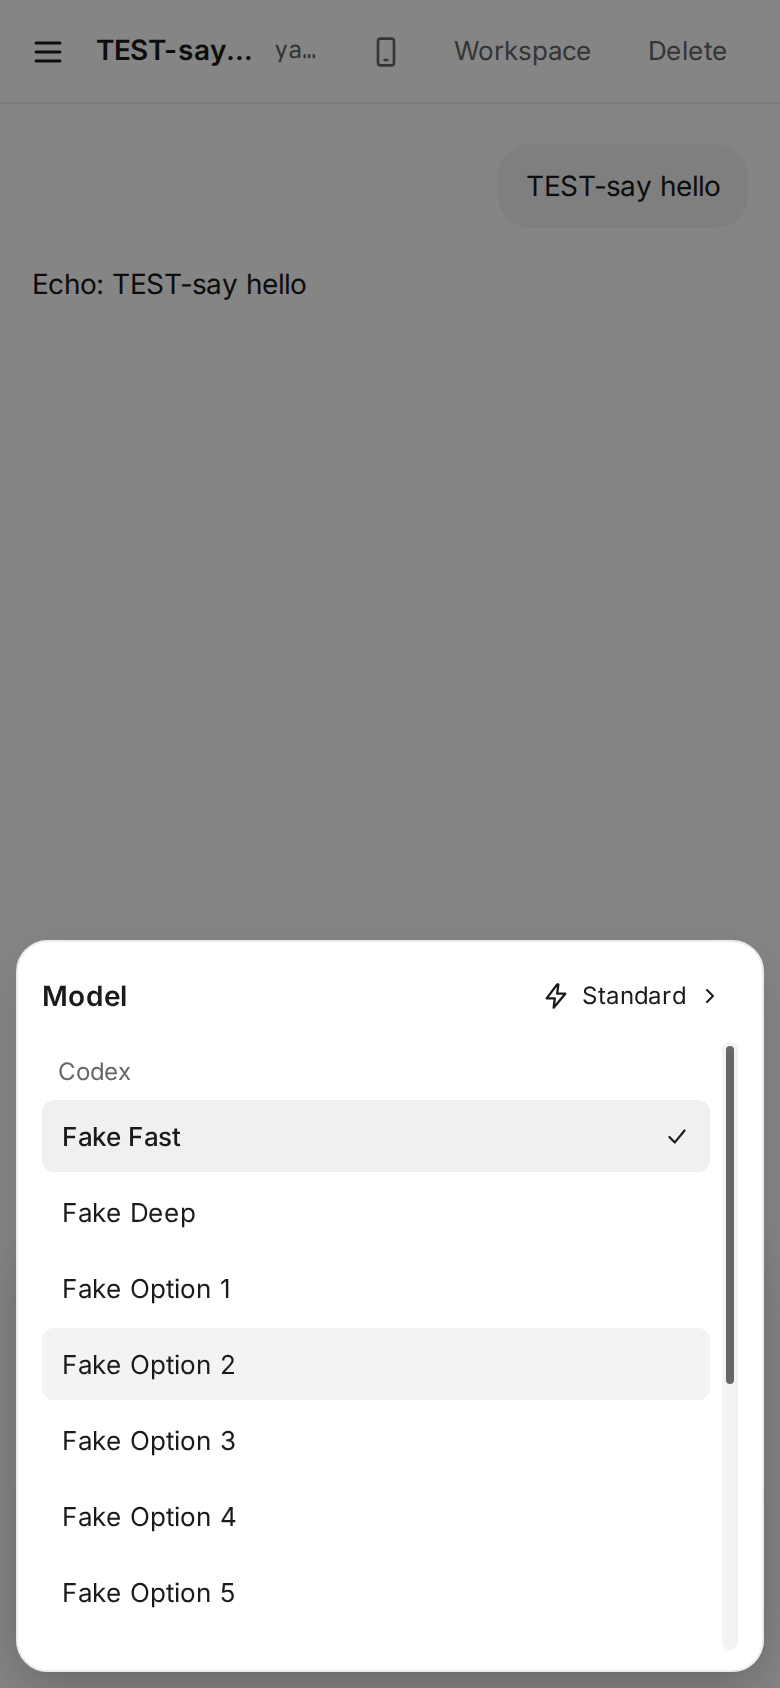 TEST-say... ya... Workspace Delete
TEST-say hello
Echo: TEST-say hello
Model Standard
Codex
Fake Fast
Fake Deep
Fake Option 1
Fake Option 2
Fake Option 3
Fake Option 4
Fake Option 5